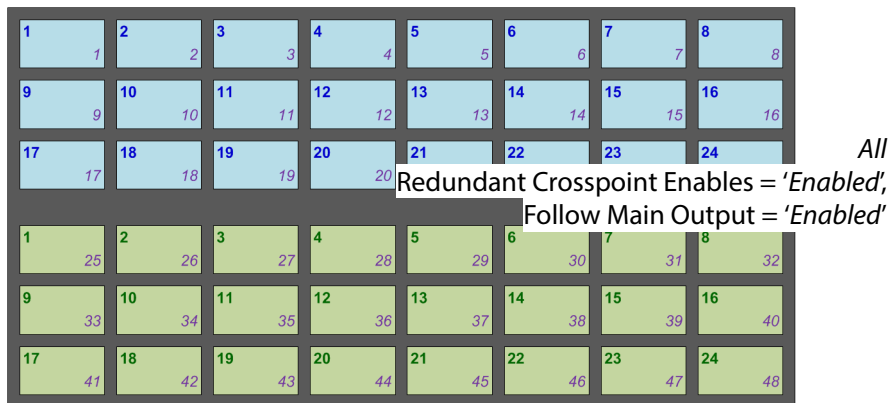 1 2 3 4 5 6 7 8
1 2 3 4 5 6 7 8
9 10 11 12 13 14 15 16
9 10 11 12 13 14 15 16
17 18 19 20 21 22 23 24 All
17 18 19 20 Redundant Crosspoint Enables = ‘Enabled’,
Follow Main Output = ‘Enabled’
1 2 3 4 5 6 7 8
25 26 27 28 29 30 31 32
9 10 11 12 13 14 15 16
33 34 35 36 37 38 39 40
17 18 19 20 21 22 23 24
41 42 43 44 45 46 47 48